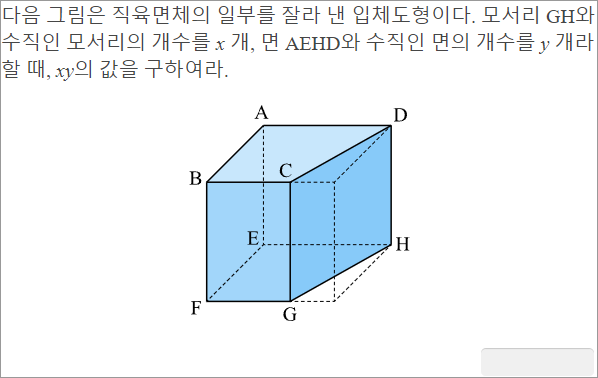 다음 그림은 직육면체의 일부를 잘라 낸 입체도형이다. 모서리 GH와
수직인 모서리의 개수를 x 개, 면 AEHD와 수직인 면의 개수를 y 개라
할 때, xy의 값을 구하여라.
A
D
B
C
E
H
F
G